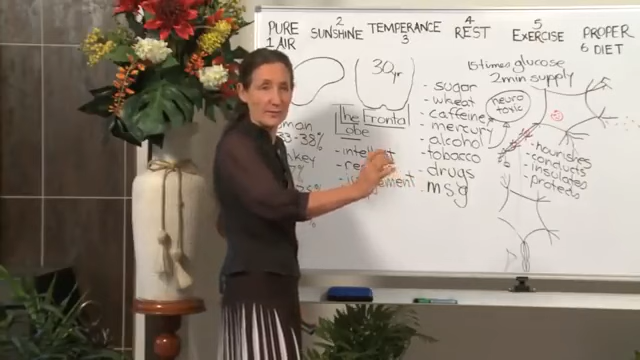 PURE AIR 1
2 SUNSHINE
TEMPERANCE 3
4 REST
5 EXERCISE
PROPER 6 DIET
30yr
15 times glucose
2 min supply
neuro toxic
The Frontal Lobe
33-38%
- intellect
- sugar
- wheat
- caffeine
- mercury
- alcohol
- tobacco
- drugs
- msg
- nourishes
- conducts
- insulates
- protects